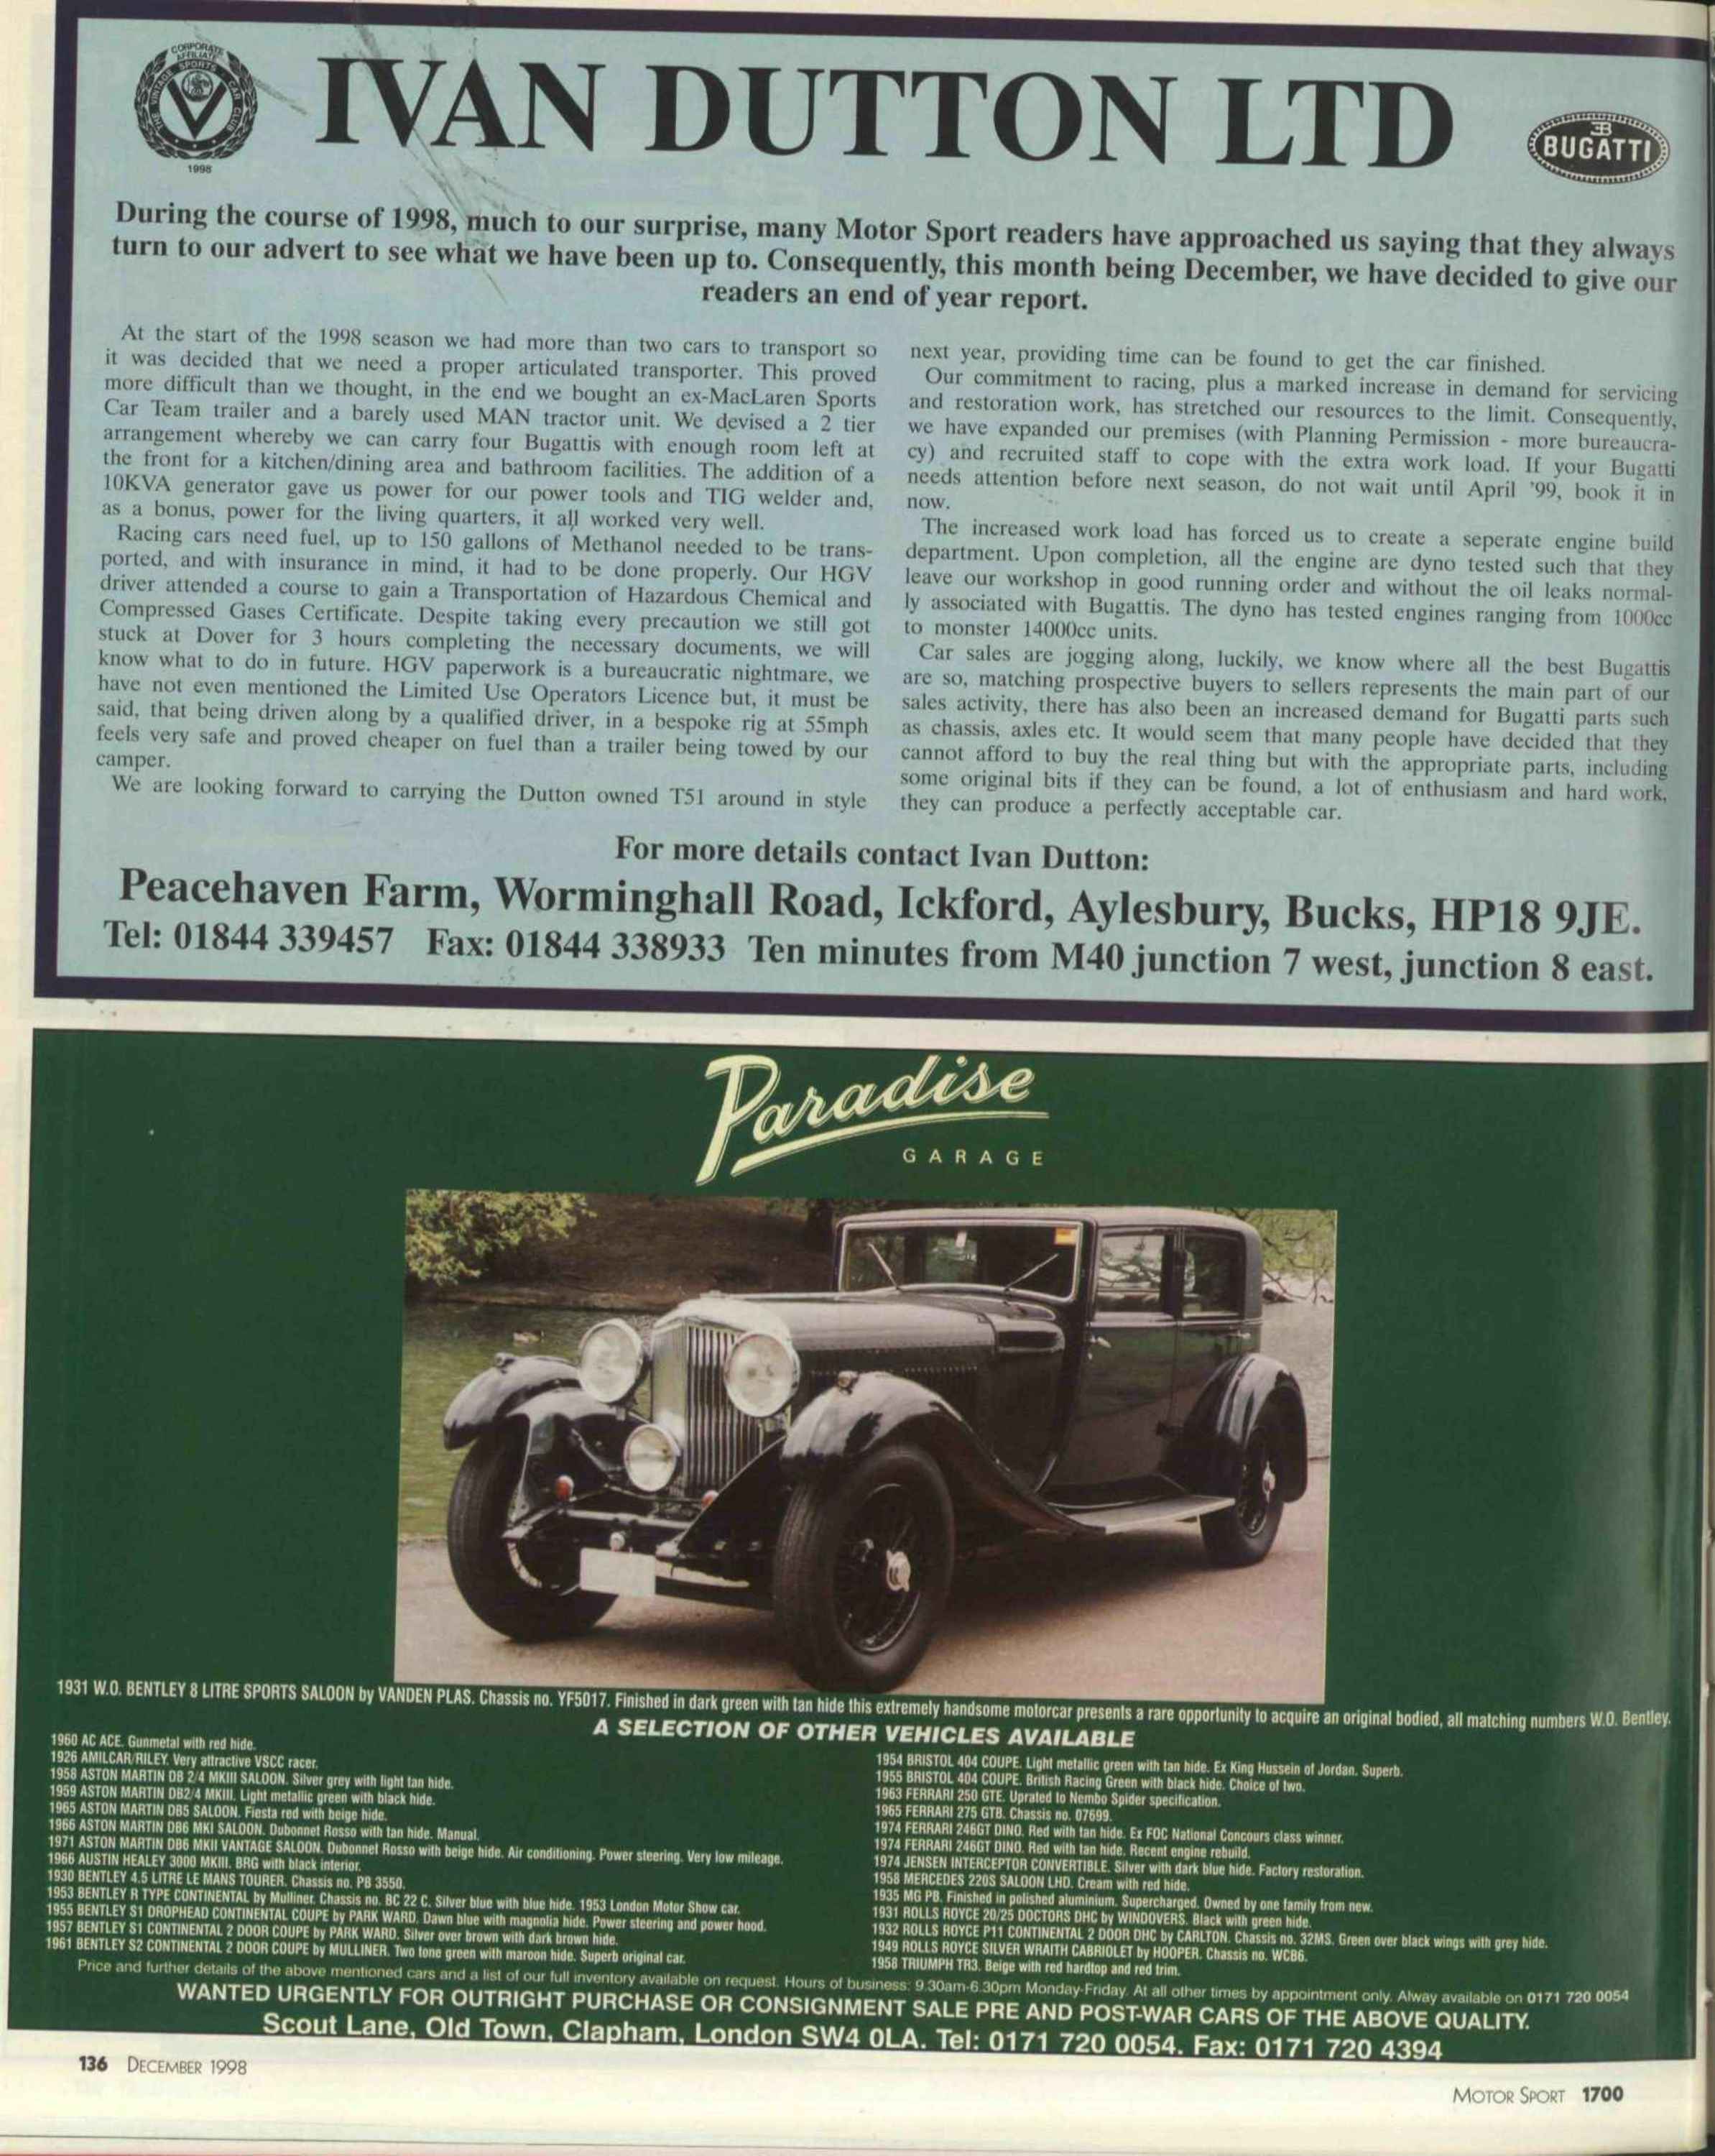 CORPORATE
AFFILIATE
THE VINTAGE SPORTS CAR CLUB
1998
IVAN DUTTON LTD
EB
BUGATTI
During the course of 1998, much to our surprise, many Motor Sport readers have approached us saying that they always
turn to our advert to see what we have been up to. Consequently, this month being December, we have decided to give our
readers an end of year report.
At the start of the 1998 season we had more than two cars to transport so
it was decided that we need a proper articulated transporter. This proved
more difficult than we thought, in the end we bought an ex-MacLaren Sports
Car Team trailer and a barely used MAN tractor unit. We devised a 2 tier
arrangement whereby we can carry four Bugattis with enough room left at
the front for a kitchen/dining area and bathroom facilities. The addition of a
10KVA generator gave us power for our power tools and TIG welder and,
as a bonus, power for the living quarters, it all worked very well.
Racing cars need fuel, up to 150 gallons of Methanol needed to be trans-
ported, and with insurance in mind, it had to be done properly. Our HGV
driver attended a course to gain a Transportation of Hazardous Chemical and
Compressed Gases Certificate. Despite taking every precaution we still got
stuck at Dover for 3 hours completing the necessary documents, we will
know what to do in future. HGV paperwork is a bureaucratic nightmare, we
have not even mentioned the Limited Use Operators Licence but, it must be
said, that being driven along by a qualified driver, in a bespoke rig at 55mph
feels very safe and proved cheaper on fuel than a trailer being towed by our
camper.
We are looking forward to carrying the Dutton owned T51 around in style
next year, providing time can be found to get the car finished.
Our commitment to racing, plus a marked increase in demand for servicing
and restoration work, has stretched our resources to the limit. Consequently,
we have expanded our premises (with Planning Permission - more bureaucra-
cy) and recruited staff to cope with the extra work load. If your Bugatti
needs attention before next season, do not wait until April '99, book it in
now.
The increased work load has forced us to create a seperate engine build
department. Upon completion, all the engine are dyno tested such that they
leave our workshop in good running order and without the oil leaks normal-
ly associated with Bugattis. The dyno has tested engines ranging from 1000cc
to monster 14000cc units.
Car sales are jogging along, luckily, we know where all the best Bugattis
are so, matching prospective buyers to sellers represents the main part of our
sales activity, there has also been an increased demand for Bugatti parts such
as chassis, axles etc. It would seem that many people have decided that they
cannot afford to buy the real thing but with the appropriate parts, including
some original bits if they can be found, a lot of enthusiasm and hard work,
they can produce a perfectly acceptable car.
For more details contact Ivan Dutton:
Peacehaven Farm, Worminghall Road, Ickford, Aylesbury, Bucks, HP18 9JE.
Tel: 01844 339457 Fax: 01844 338933 Ten minutes from M40 junction 7 west, junction 8 east.
Paradise
GARAGE
1931 W.O. BENTLEY 8 LITRE SPORTS SALOON by VANDEN PLAS. Chassis no. YF5017. Finished in dark green with tan hide this extremely handsome motorcar presents a rare opportunity to acquire an original bodied, all matching numbers W.O. Bentley.
A SELECTION OF OTHER VEHICLES AVAILABLE
1960 AC ACE. Gunmetal with red hide.
1926 AMILCAR/RILEY. Very attractive VSCC racer.
1958 ASTON MARTIN DB 2/4 MKIII SALOON. Silver grey with light tan hide.
1959 ASTON MARTIN DB2/4 MKIII. Light metallic green with black hide.
1965 ASTON MARTIN DB5 SALOON. Fiesta red with beige hide.
1966 ASTON MARTIN DB6 MKI SALOON. Dubonnet Rosso with tan hide. Manual.
1971 ASTON MARTIN DB6 MKII VANTAGE SALOON. Dubonnet Rosso with beige hide. Air conditioning. Power steering. Very low mileage.
1966 AUSTIN HEALEY 3000 MKIII. BRG with black interior.
1930 BENTLEY 4.5 LITRE LE MANS TOURER. Chassis no. PB 3550.
1953 BENTLEY R TYPE CONTINENTAL by Mulliner. Chassis no. BC 22 C. Silver blue with blue hide. 1953 London Motor Show car.
1955 BENTLEY S1 DROPHEAD CONTINENTAL COUPE by PARK WARD. Dawn blue with magnolia hide. Power steering and power hood.
1957 BENTLEY S1 CONTINENTAL 2 DOOR COUPE by PARK WARD. Silver over brown with dark brown hide.
1961 BENTLEY S2 CONTINENTAL 2 DOOR COUPE by MULLINER. Two tone green with maroon hide. Superb original car.
1954 BRISTOL 404 COUPE. Light metallic green with tan hide. Ex King Hussein of Jordan. Superb.
1955 BRISTOL 404 COUPE. British Racing Green with black hide. Choice of two.
1963 FERRARI 250 GTE. Uprated to Nembo Spider specification.
1965 FERRARI 275 GTB. Chassis no. 07699.
1974 FERRARI 246GT DINO. Red with tan hide. Ex FOC National Concours class winner.
1974 FERRARI 246GT DINO. Red with tan hide. Recent engine rebuild.
1974 JENSEN INTERCEPTOR CONVERTIBLE. Silver with dark blue hide. Factory restoration.
1958 MERCEDES 220S SALOON LHD. Cream with red hide.
1935 MG PB. Finished in polished aluminium. Supercharged. Owned by one family from new.
1931 ROLLS ROYCE 20/25 DOCTORS DHC by WINDOVERS. Black with green hide.
1932 ROLLS ROYCE P11 CONTINENTAL 2 DOOR DHC by CARLTON. Chassis no. 32MS. Green over black wings with grey hide.
1949 ROLLS ROYCE SILVER WRAITH CABRIOLET by HOOPER. Chassis no. WCB6.
1958 TRIUMPH TR3. Beige with red hardtop and red trim.
Price and further details of the above mentioned cars and a list of our full inventory available on request. Hours of business: 9.30am-6.30pm Monday-Friday. At all other times by appointment only. Alway available on 0171 720 0054
WANTED URGENTLY FOR OUTRIGHT PURCHASE OR CONSIGNMENT SALE PRE AND POST-WAR CARS OF THE ABOVE QUALITY.
Scout Lane, Old Town, Clapham, London SW4 0LA. Tel: 0171 720 0054. Fax: 0171 720 4394
136 DECEMBER 1998
MOTOR SPORT 1700